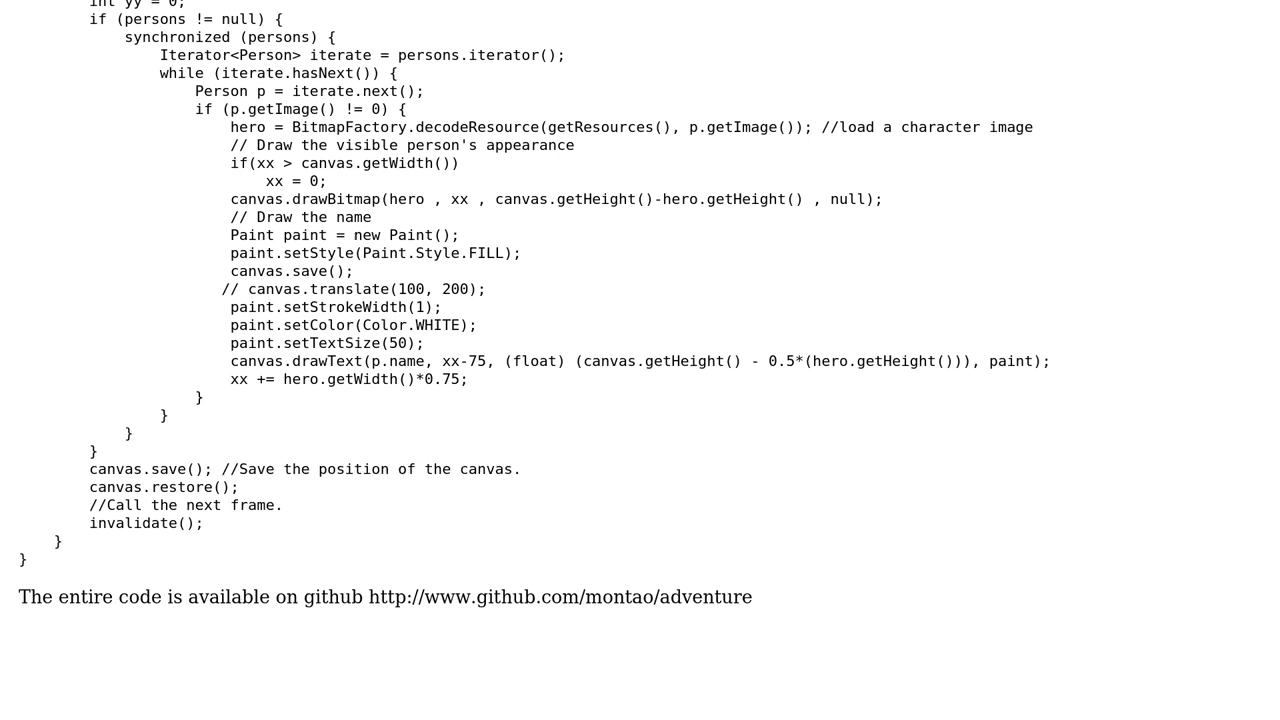 int yy = 0;
if (persons != null) {
synchronized (persons) {
Iterator<Person> iterate = persons.iterator();
while (iterate.hasNext()) {
Person p = iterate.next();
if (p.getImage() != 0) {
hero = BitmapFactory.decodeResource(getResources(), p.getImage()); //load a character image
// Draw the visible person's appearance
if(xx > canvas.getWidth())
xx = 0;
canvas.drawBitmap(hero , xx , canvas.getHeight()-hero.getHeight() , null);
// Draw the name
Paint paint = new Paint();
paint.setStyle(Paint.Style.FILL);
canvas.save();
// canvas.translate(100, 200);
paint.setStrokeWidth(1);
paint.setColor(Color.WHITE);
paint.setTextSize(50);
canvas.drawText(p.name, xx-75, (float) (canvas.getHeight() - 0.5*(hero.getHeight())), paint);
xx += hero.getWidth()*0.75;
}
}
}
}
canvas.save(); //Save the position of the canvas.
canvas.restore();
//Call the next frame.
invalidate();
}
}
The entire code is available on github http://www.github.com/montao/adventure